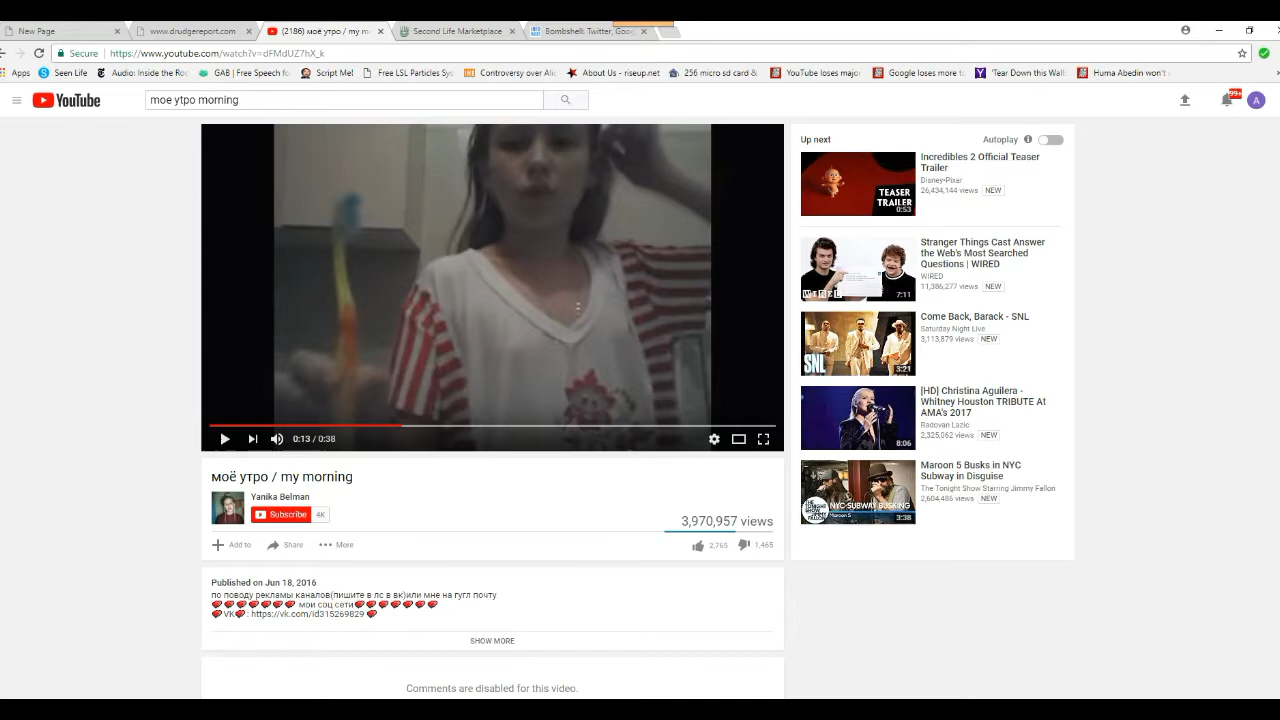 New Page
www.drudgereport.com
(2186) моё утро / my m
Second Life Marketplace
Bombshell: Twitter, Goog
Secure
https://www.youtube.com/watch?v=dFMdUZ7hX_k
Apps
Seen Life
Audio: Inside the Ro
GAB | Free Speech fo
Script Me!
Free LSL Particles Sys
Controversy over Alic
About Us - riseup.net
256 micro sd card &
YouTube loses major
Google loses more t
'Tear Down this Wall
Huma Abedin won't
YouTube
мое утро morning
99+
A
0:13 / 0:38
моё утро / my morning
Yanika Belman
Subscribe 4K
3,970,957 views
Add to Share More
2,765 1,465
Published on Jun 18, 2016
по поводу рекламы каналов(пишите в лс в вк)или мне на гугл почту
мои соц сети
VK : https://vk.com/id315269829
SHOW MORE
Comments are disabled for this video.
Up next
Autoplay
TEASER
TRAILER
0:53
Incredibles 2 Official Teaser
Trailer
Disney•Pixar
26,434,144 views NEW
WIRED
7:11
Stranger Things Cast Answer
the Web's Most Searched
Questions | WIRED
WIRED
11,386,277 views NEW
SNL
3:21
Come Back, Barack - SNL
Saturday Night Live
3,113,879 views NEW
8:06
[HD] Christina Aguilera -
Whitney Houston TRIBUTE At
AMA's 2017
Radovan Lazic
2,325,062 views NEW
NYC SUBWAY BUSKING
Maroon 5
3:38
Maroon 5 Busks in NYC
Subway in Disguise
The Tonight Show Starring Jimmy Fallon
2,604,486 views NEW